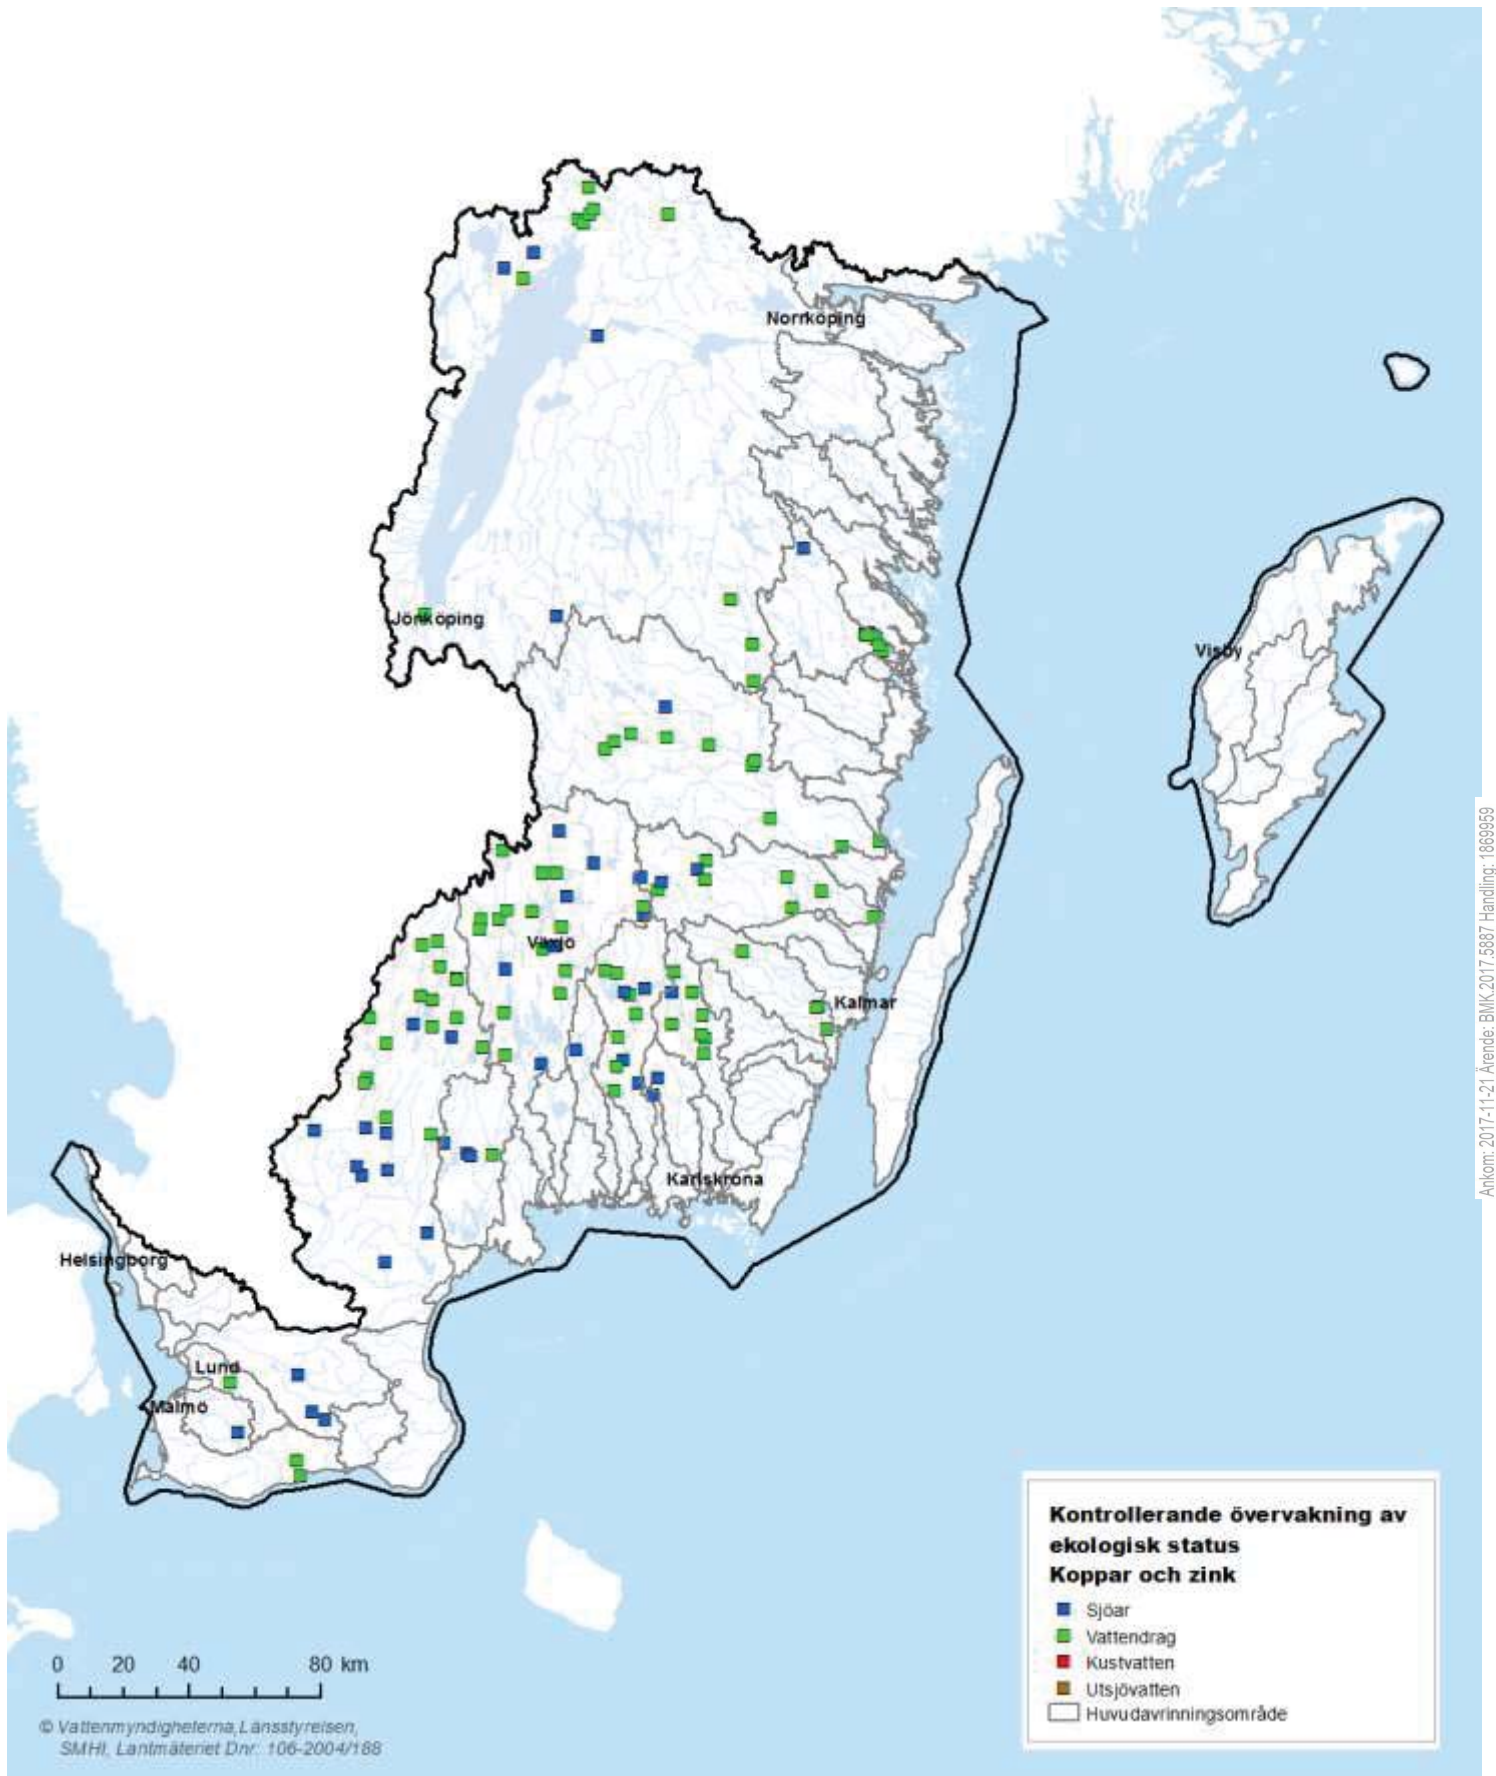 Norrköping
Jönköping
Visby
Växjö
Kalmar
Karlskrona
Helsingborg
Lund
Malmö
Kontrollerande övervakning av
ekologisk status
Koppar och zink
Sjöar
Vattendrag
Kustvatten
Utsjövatten
Huvudavrinningsområde
0 20 40 80 km
© Vattenmyndigheterna,Länsstyrelsen,
SMHI, Lantmäteriet Dnr: 106-2004/188
Ankom: 2017-11-21 Ärende: BMK.2017.5887 Handling: 1869959